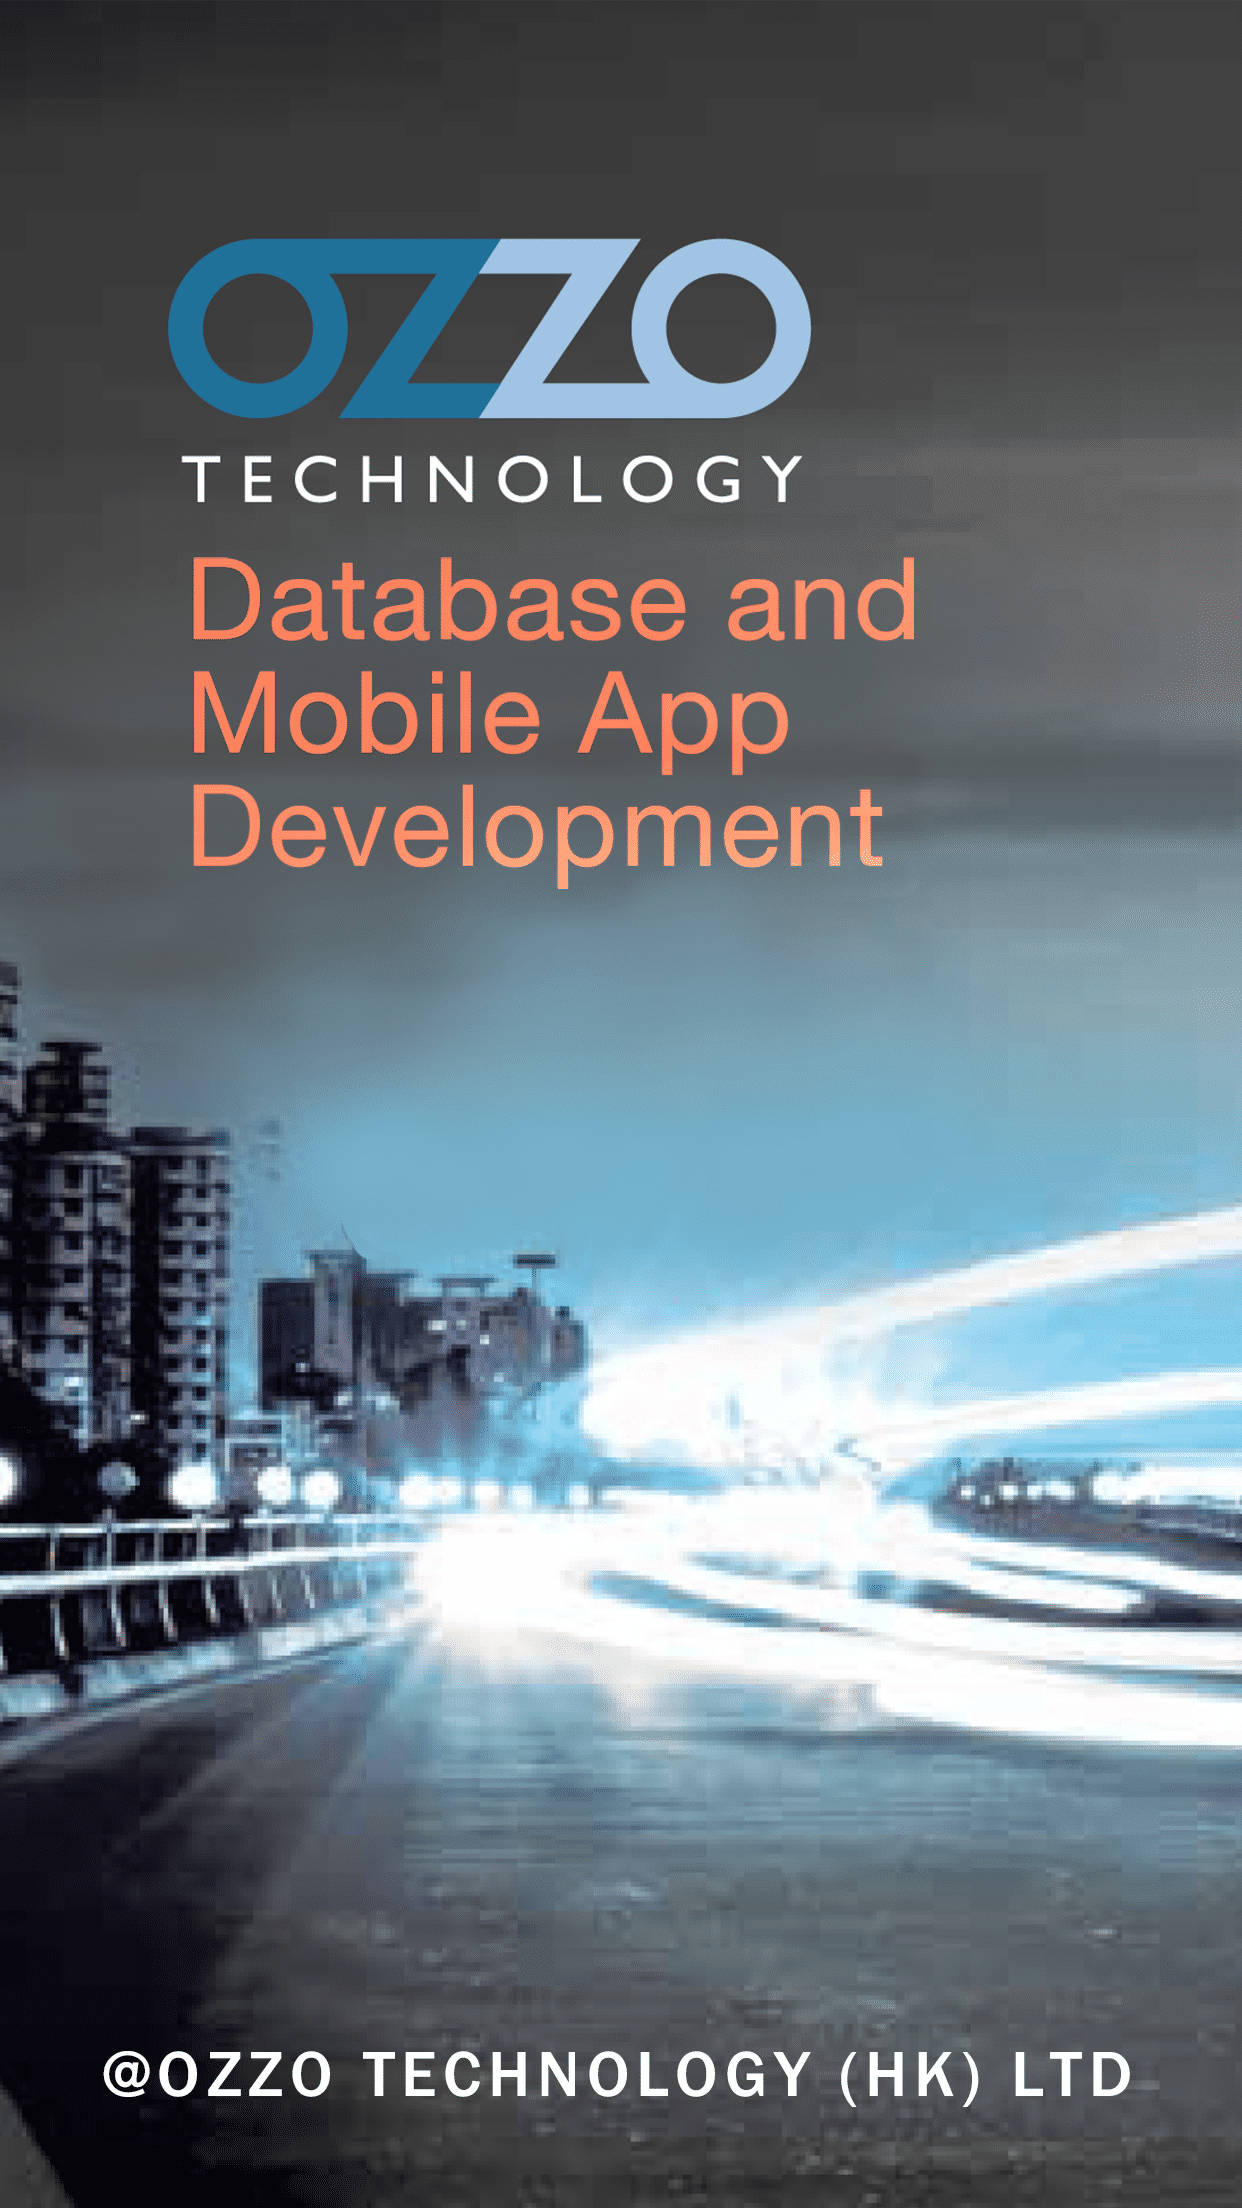 OZZO
TECHNOLOGY
Database and
Mobile App
Development
@OZZO TECHNOLOGY (HK) LTD